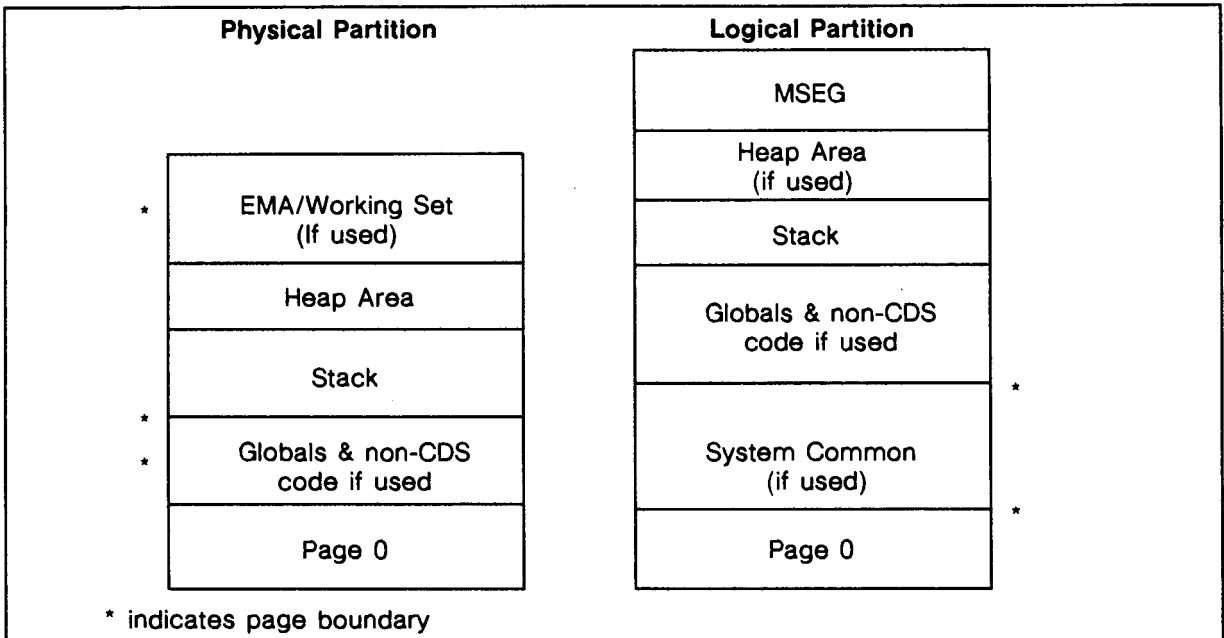 Physical Partition
EMA/Working Set
(If used)
Heap Area
Stack
Globals & non-CDS
code if used
Page 0
*
*
*
Logical Partition
MSEG
Heap Area
(if used)
Stack
Globals & non-CDS
code if used
System Common
(if used)
Page 0
*
*
* indicates page boundary